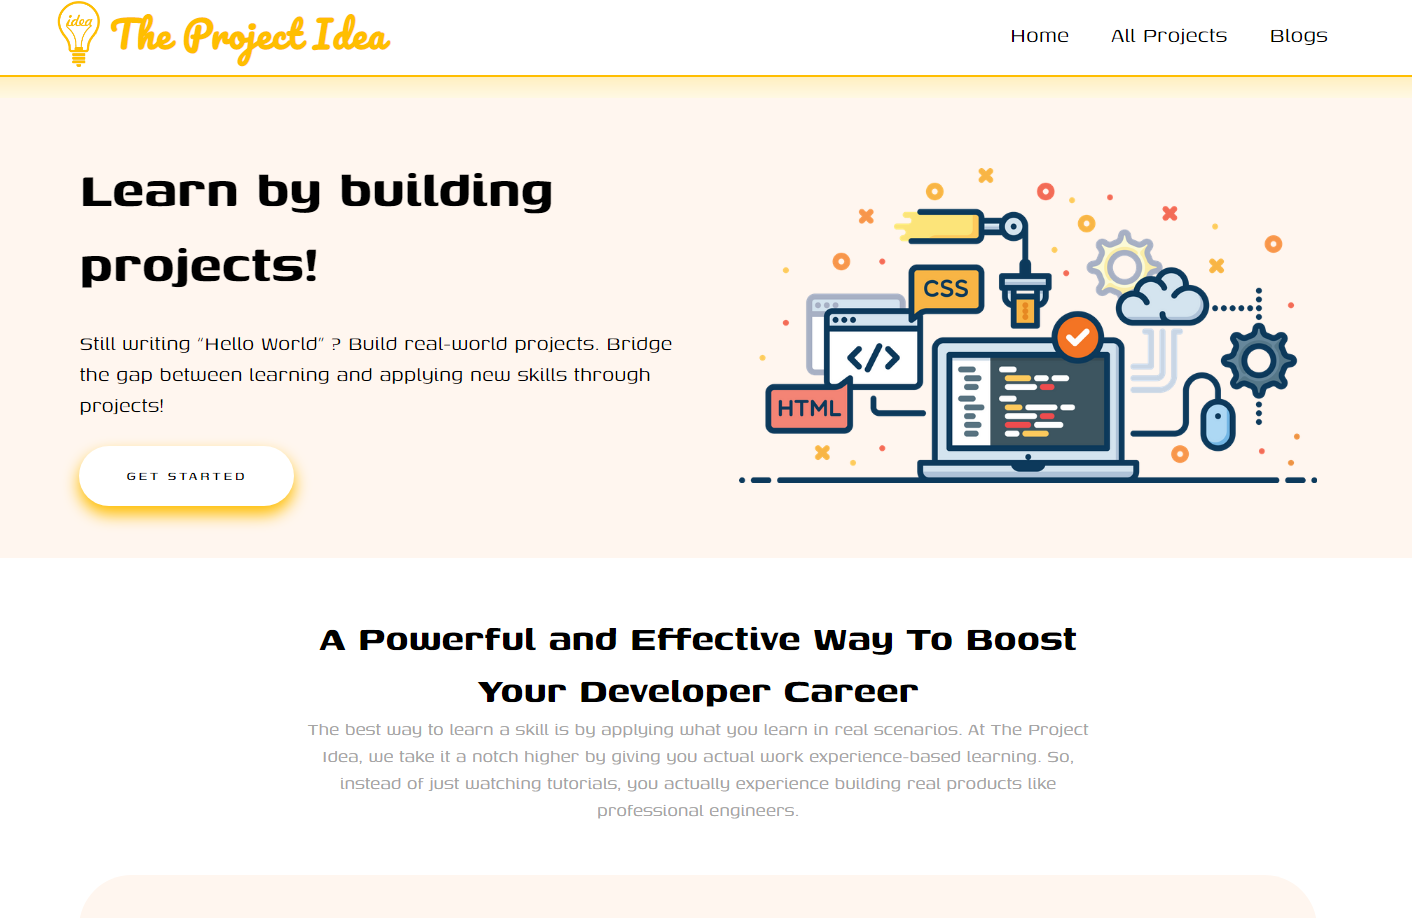 idea
The Project Idea
Home
All Projects
Blogs
Learn by building
projects!
Still writing “Hello World” ? Build real-world projects. Bridge
the gap between learning and applying new skills through
projects!
GET STARTED
CSS
</>
HTML
A Powerful and Effective Way To Boost
Your Developer Career
The best way to learn a skill is by applying what you learn in real scenarios. At The Project
Idea, we take it a notch higher by giving you actual work experience-based learning. So,
instead of just watching tutorials, you actually experience building real products like
professional engineers.